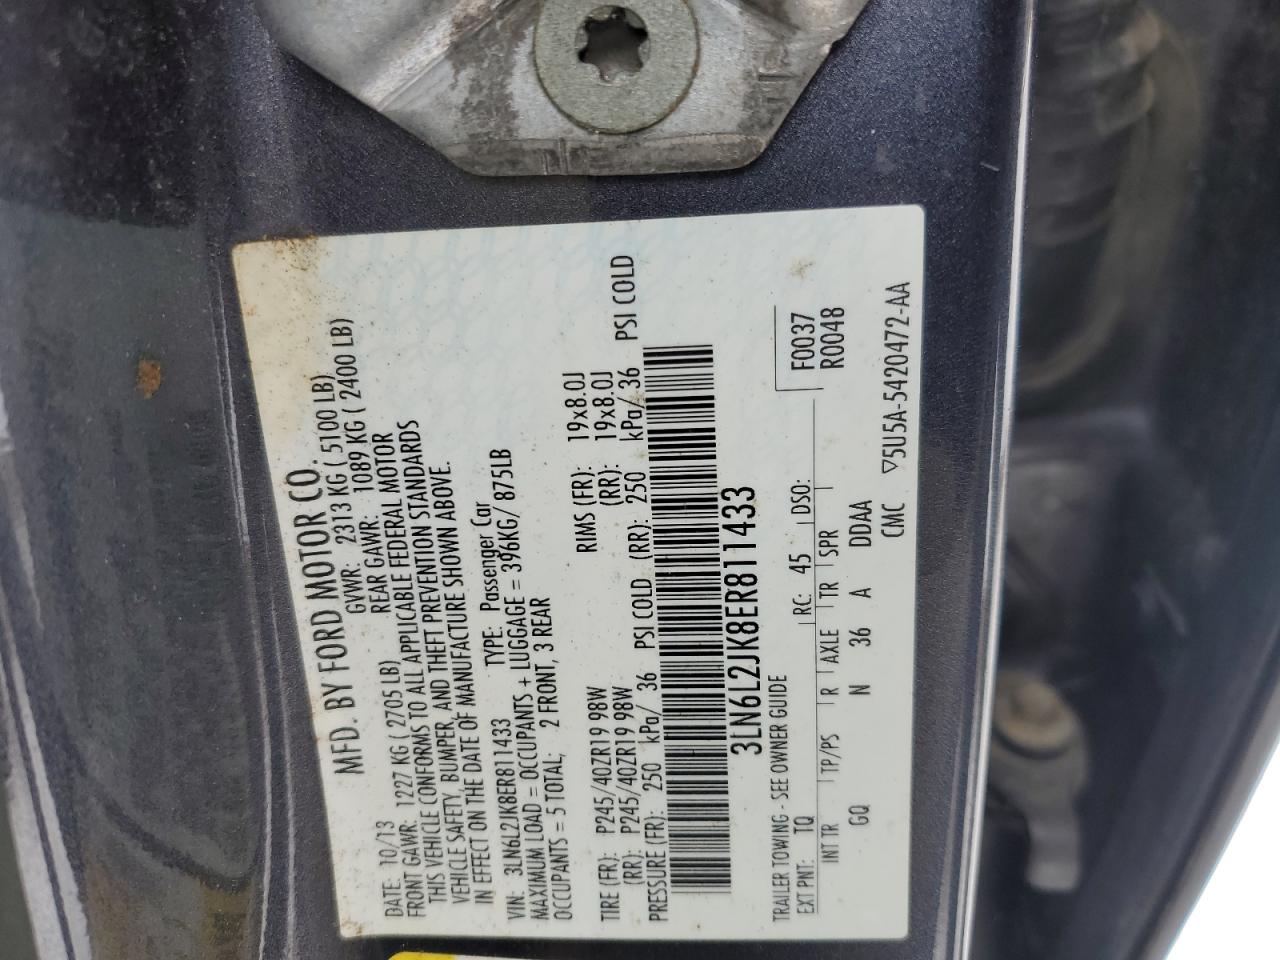 MFD. BY FORD MOTOR CO.
DATE: 10/13 GVWR: 2313 KG ( 5100 LB)
FRONT GAWR: 1227 KG ( 2705 LB) REAR GAWR: 1089 KG ( 2400 LB)
THIS VEHICLE CONFORMS TO ALL APPLICABLE FEDERAL MOTOR
VEHICLE SAFETY, BUMPER, AND THEFT PREVENTION STANDARDS
IN EFFECT ON THE DATE OF MANUFACTURE SHOWN ABOVE.
VIN: 3LN6L2JK8ER811433 TYPE: Passenger Car
MAXIMUM LOAD = OCCUPANTS + LUGGAGE = 396KG/ 875LB
OCCUPANTS = 5 TOTAL; 2 FRONT, 3 REAR
TIRE (FR): P245/40ZR19 98W RIMS (FR): 19x8.0J
(RR): P245/40ZR19 98W (RR): 19x8.0J
PRESSURE (FR): 250 kPa/ 36 PSI COLD (RR): 250 kPa/ 36 PSI COLD
3LN6L2JK8ER811433
F0037
R0048
TRAILER TOWING - SEE OWNER GUIDE
EXT PNT: TQ RC: 45 DSO:
INT TR TP/PS R AXLE TR SPR
GQ N 36 A DDAA
CMC ▽5U5A-5420472-AA